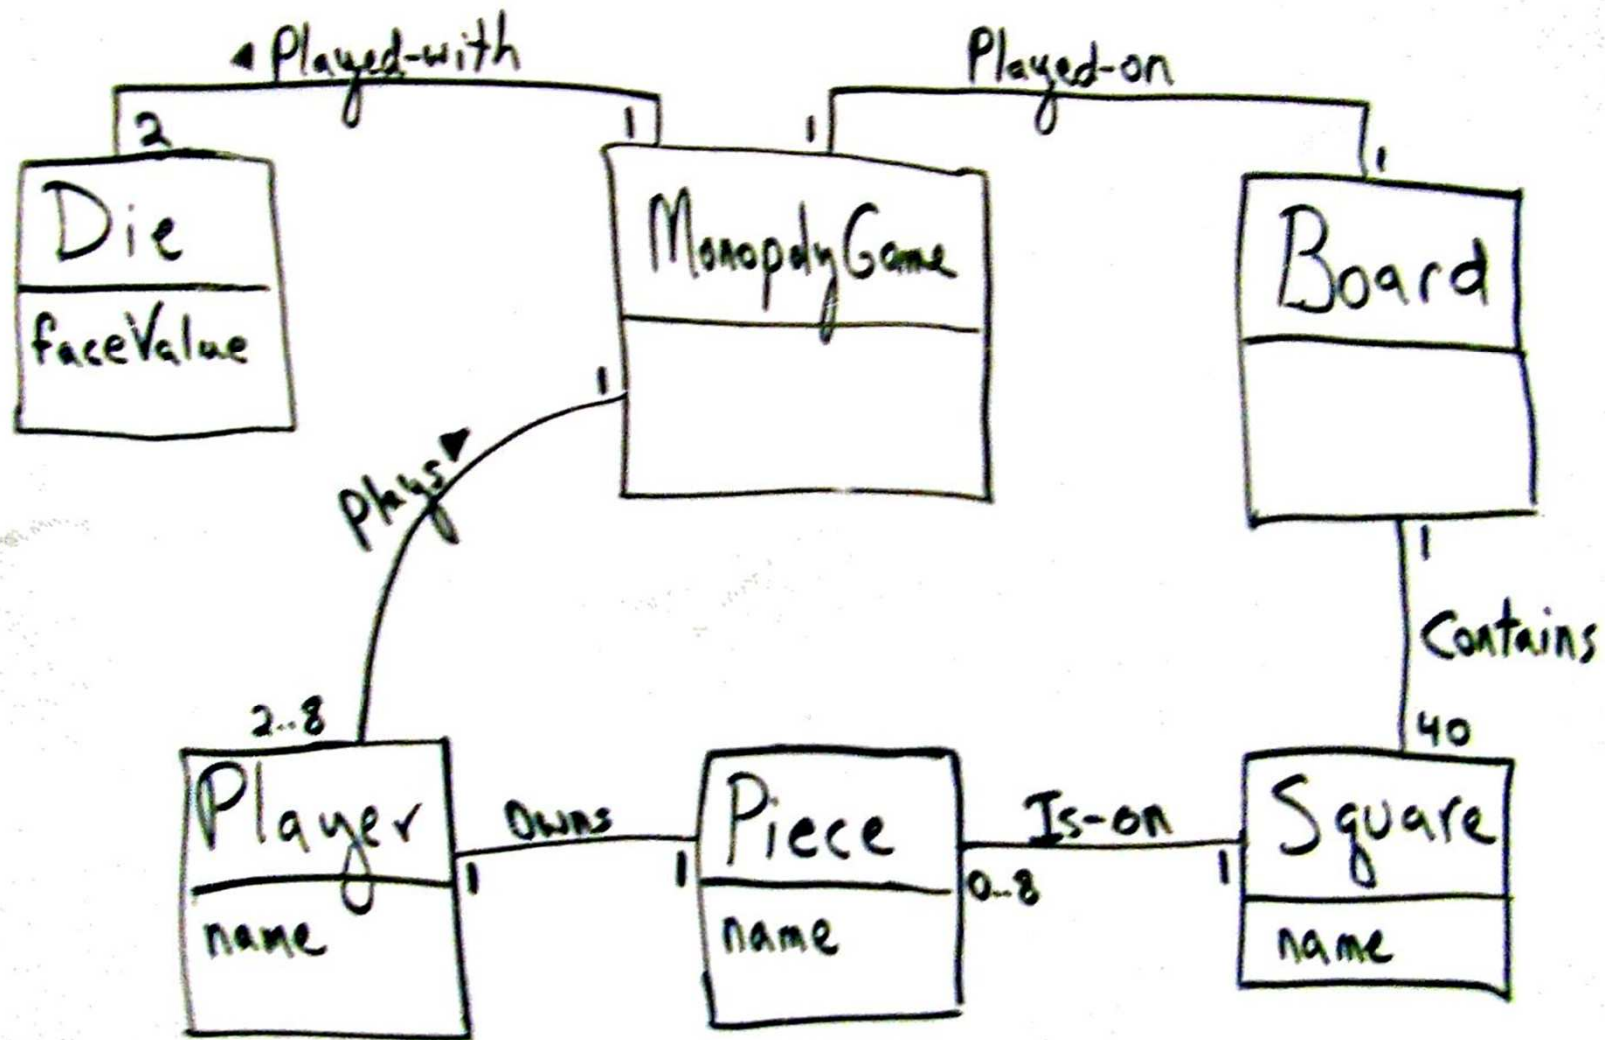 ◄ Played-with
Played-on
2
1
1
1
Die
faceValue
MonopolyGame
Board
1
Plays
1
Contains
2..8
40
Player
name
Owns
1
1
Piece
name
Is-on
0..8
1
Square
name